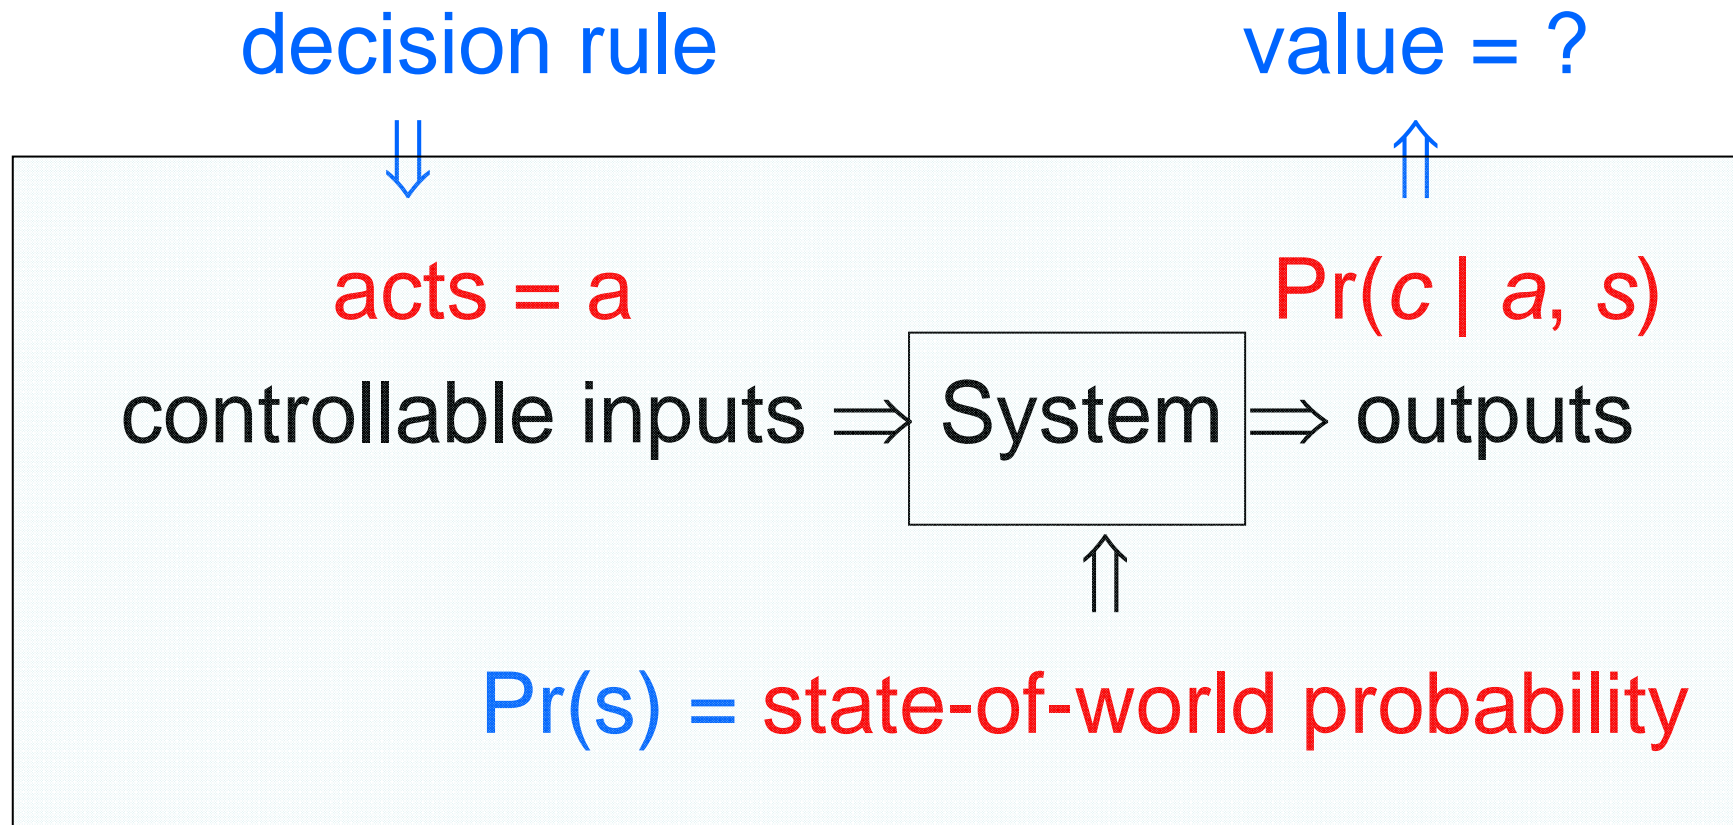 decision rule value = ?
⇓ ⇑
acts = a Pr(c | a, s)
controllable inputs ⇒ System ⇒ outputs
⇑
Pr(s) = state-of-world probability